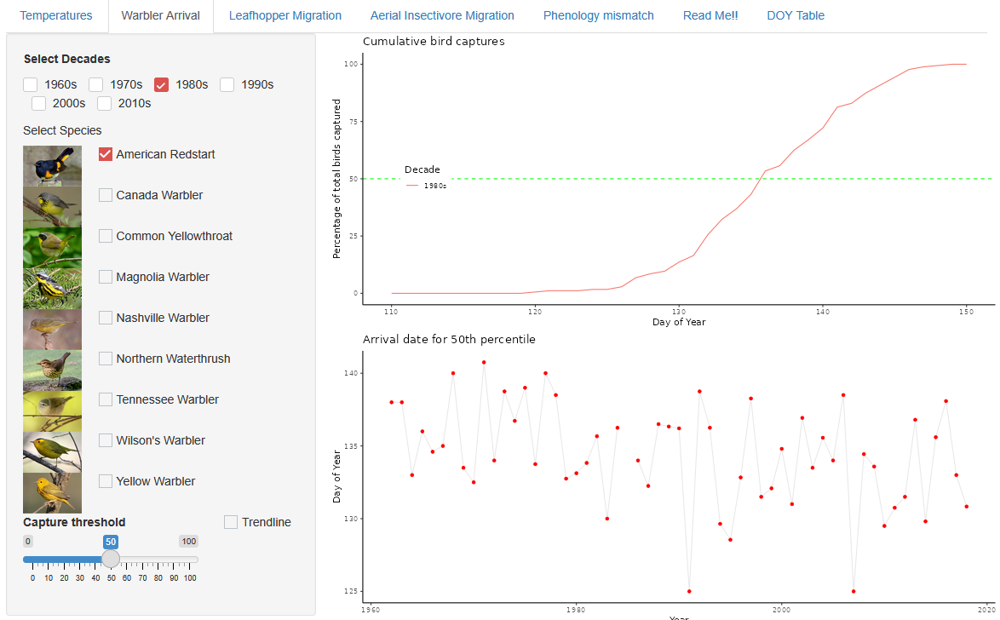 Temperatures Warbler Arrival Leafhopper Migration Aerial Insectivore Migration Phenology mismatch Read Me!! DOY Table
Select Decades
1960s 1970s 1980s 1990s
2000s 2010s
Select Species
American Redstart
Canada Warbler
Common Yellowthroat
Magnolia Warbler
Nashville Warbler
Northern Waterthrush
Tennessee Warbler
Wilson's Warbler
Yellow Warbler
Capture threshold Trendline
0 50 100
0 10 20 30 40 50 60 70 80 90 100
Cumulative bird captures
Percentage of total birds captured
100
75
50
25
0
Decade
1980s
110 120 130 140 150
Day of Year
Arrival date for 50th percentile
Day of Year
140
135
130
125
1960 1980 2000 2020
Year